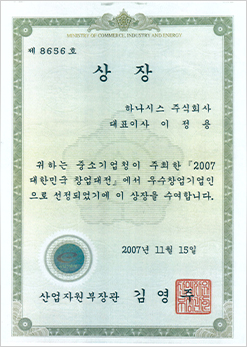 MINISTRY OF COMMERCE, INDUSTRY AND ENERGY
제 8656 호
상 장
하나시스 주식회사
대표이사 이 정 용
귀하는 중소기업청이 주최한 『2007
대한민국 창업대전』에서 우수창업기업인
으로 선정되었기에 이 상장을 수여합니다.
2007년 11월 15일
산업자원부장관 김 영 주